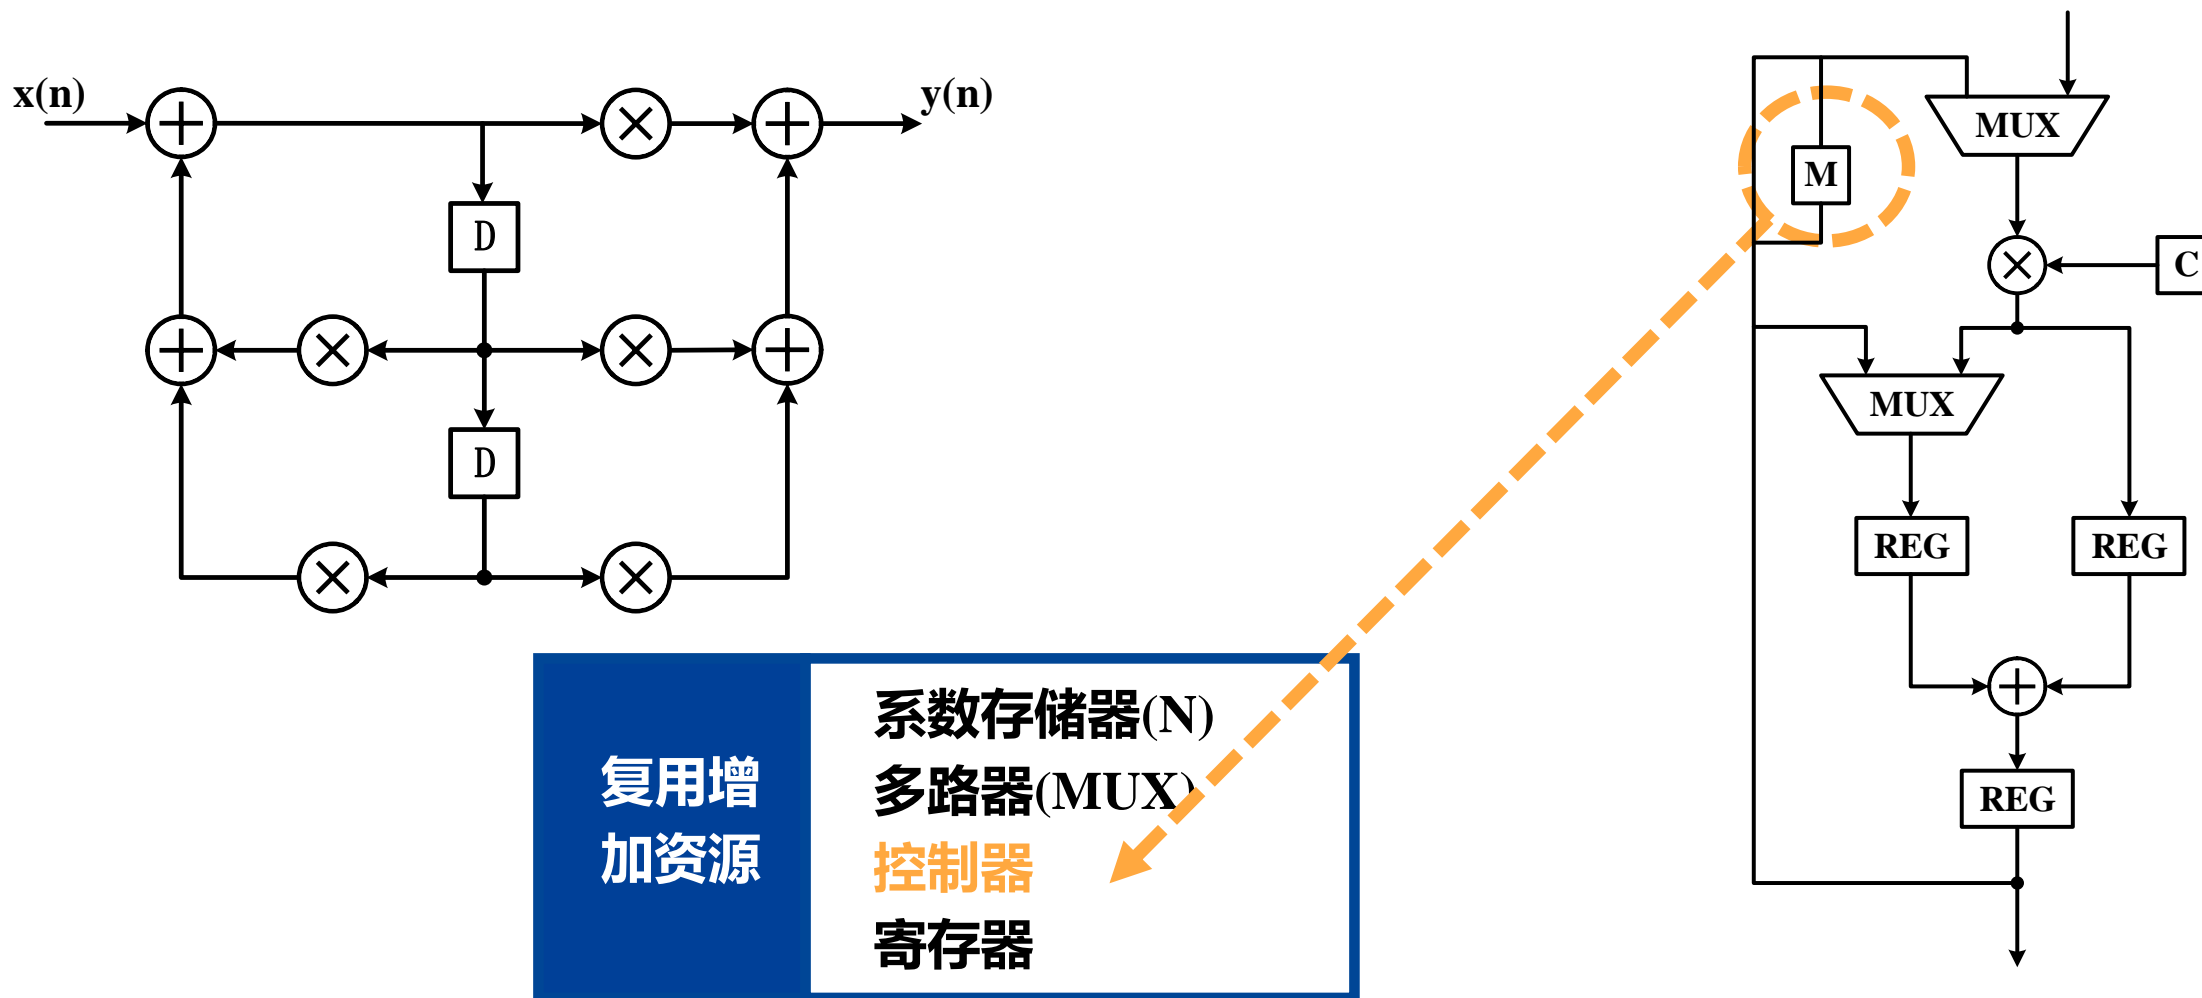 x(n)
y(n)
D
D
MUX
M
C
MUX
REG
REG
REG
复用增
加资源
系数存储器(N)
多路器(MUX)
控制器
寄存器